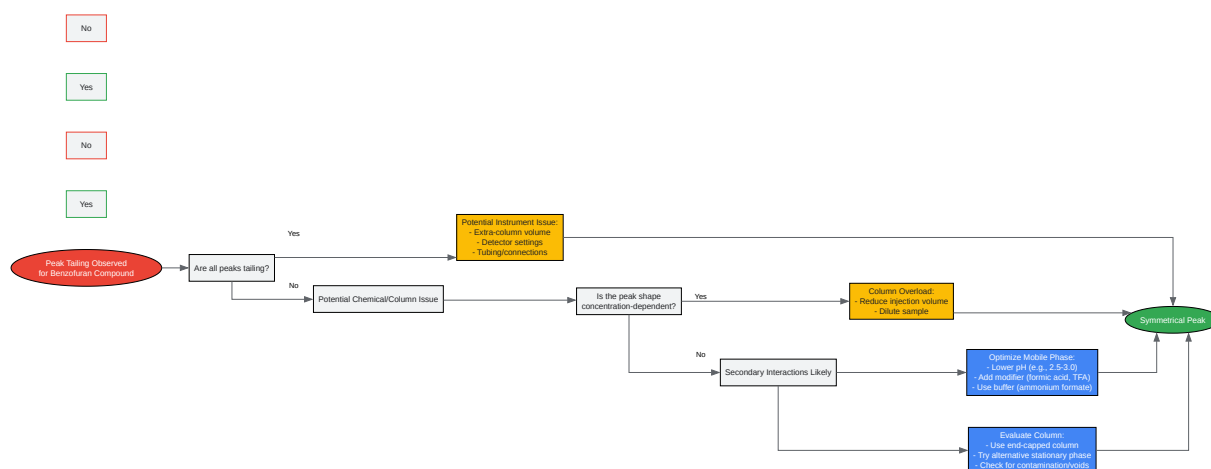 No
Yes
No
Yes
Peak Tailing Observed
for Benzofuran Compound
Are all peaks tailing?
Yes
No
Potential Instrument Issue:
- Extra-column volume
- Detector settings
- Tubing/connections
Potential Chemical/Column Issue
Is the peak shape
concentration-dependent?
Yes
No
Column Overload:
- Reduce injection volume
- Dilute sample
Secondary Interactions Likely
Optimize Mobile Phase:
- Lower pH (e.g., 2.5-3.0)
- Add modifier (formic acid, TFA)
- Use buffer (ammonium formate)
Evaluate Column:
- Use end-capped column
- Try alternative stationary phase
- Check for contamination/voids
Symmetrical Peak